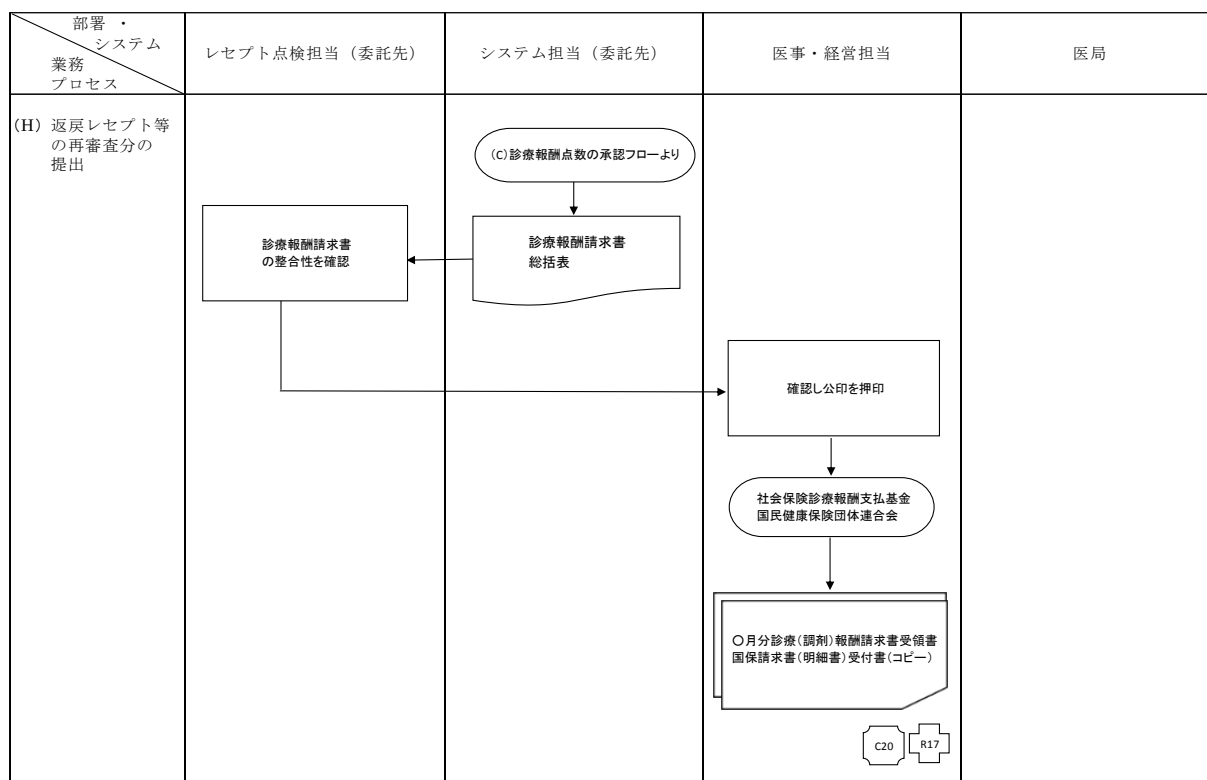 部署 ・
システム
業務
プロセス
レセプト点検担当（委託先）
システム担当（委託先）
医事・経営担当
医局
(H) 返戻レセプト等
の再審査分の
提出
(C)診療報酬点数の承認フローより
診療報酬請求書
の整合性を確認
診療報酬請求書
総括表
確認し公印を押印
社会保険診療報酬支払基金
国民健康保険団体連合会
〇月分診療(調剤)報酬請求書受領書
国保請求書(明細書)受付書(コピー)
C20
R17